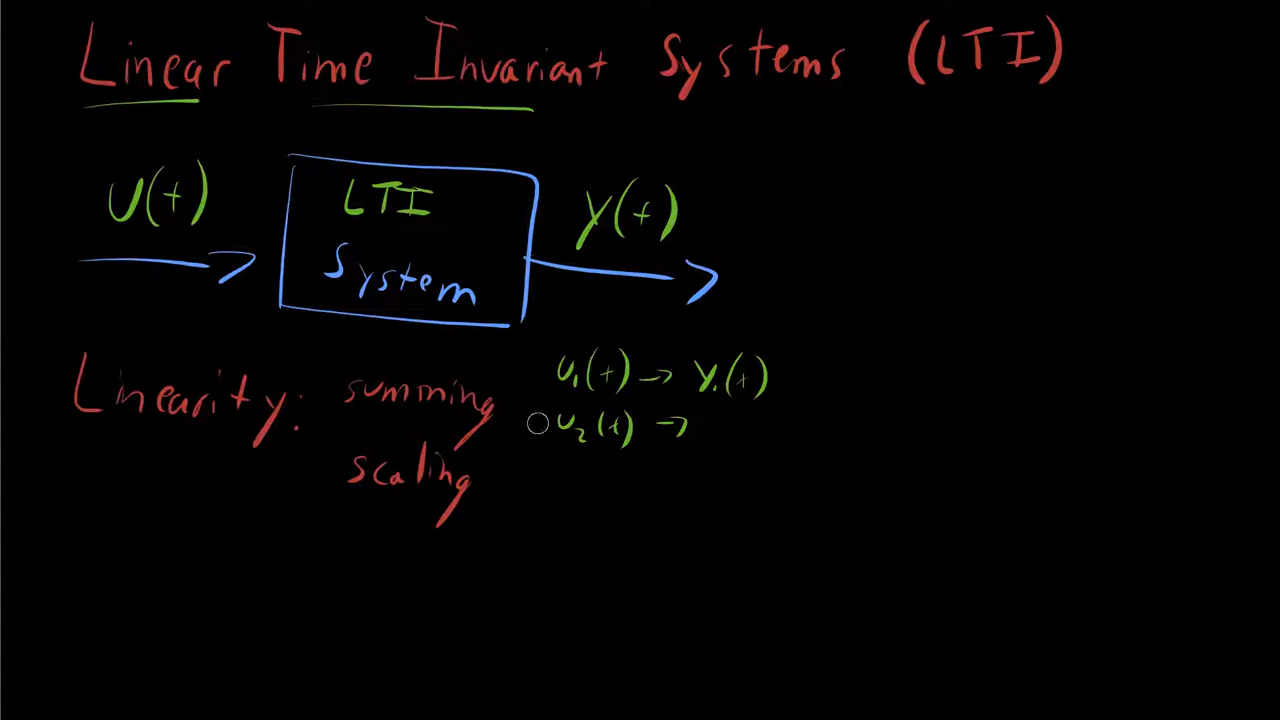 Linear Time Invariant Systems (LTI)
U(t)
LTI
System
Y(t)
Linearity: summing
scaling
U₁(t) → Y₁(t)
U₂(t) →